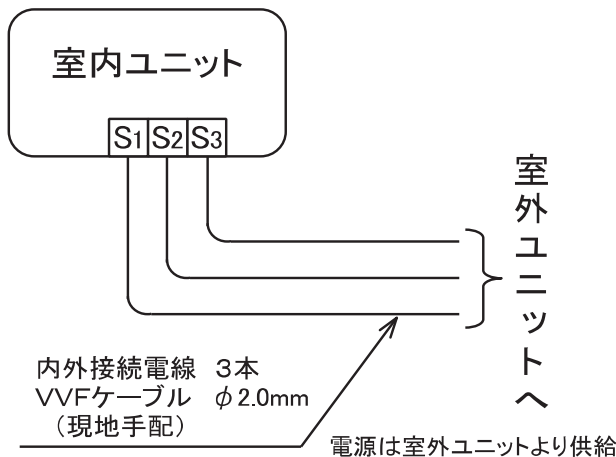 室内ユニット
S1 S2 S3
室外ユニットへ
内外接続電線 3本
VVFケーブル φ2.0mm
(現地手配)
電源は室外ユニットより供給